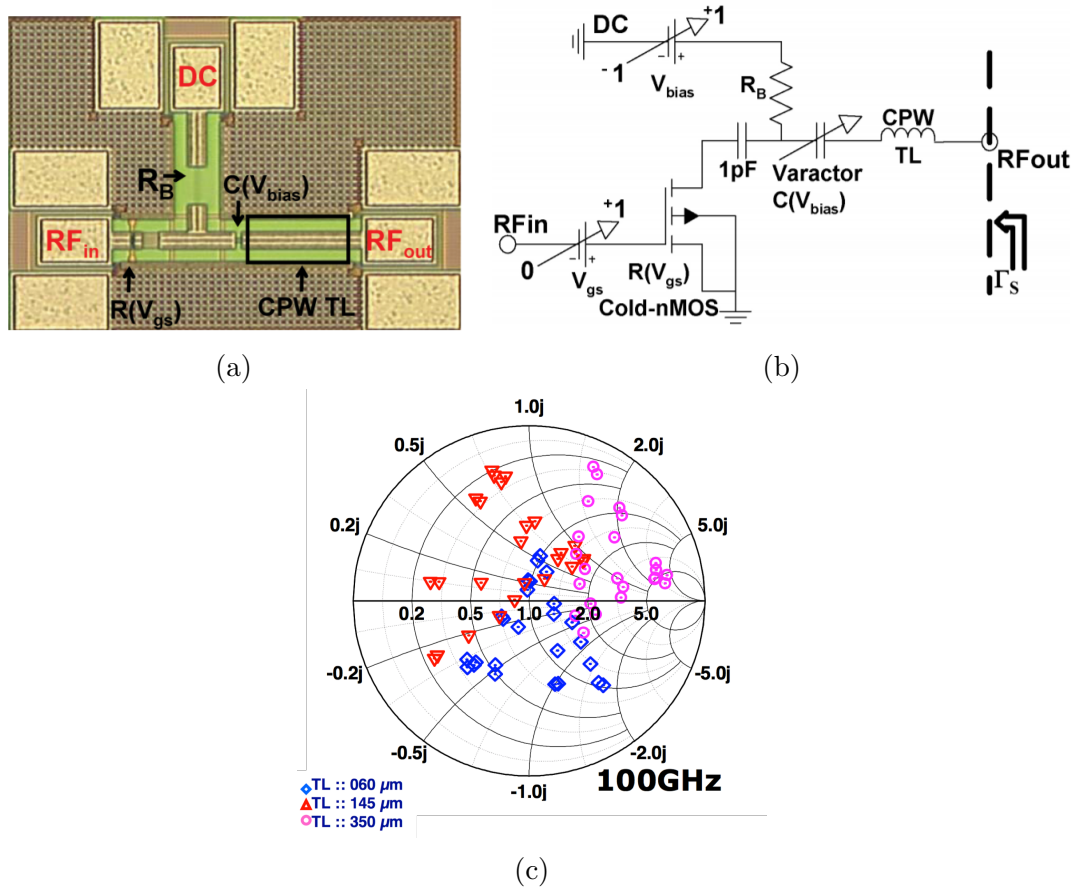 DC
R_B
C(V_bias)
RF_in
RF_out
R(V_gs)
CPW TL
(a)
DC
+1
- 1
- +
V_bias
R_B
CPW
TL
1pF
Varactor
C(V_bias)
RFout
RFin
+1
0
- +
V_gs
R(V_gs)
Cold-nMOS
Γ_S
(b)
1.0j
0.5j
2.0j
0.2j
5.0j
0.2
0.5
1.0
2.0
5.0
-0.2j
-5.0j
-0.5j
-2.0j
-1.0j
100GHz
TL :: 060 µm
TL :: 145 µm
TL :: 350 µm
(c)